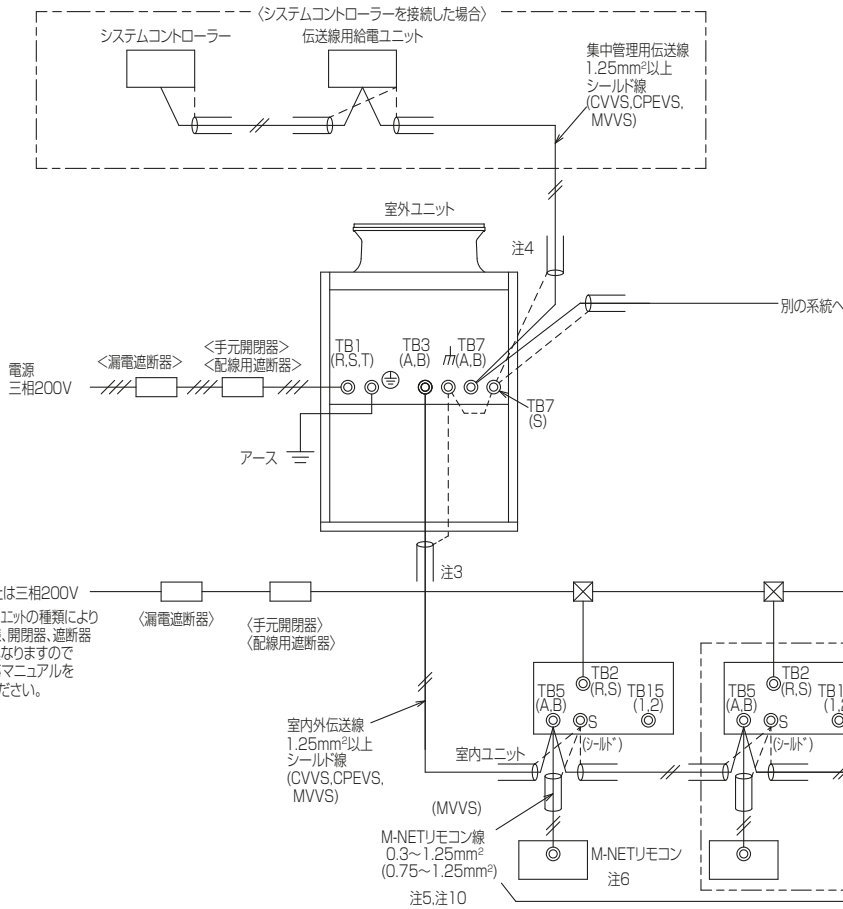 〈システムコントローラーを接続した場合〉
システムコントローラー
伝送線用給電ユニット
集中管理用伝送線
1.25mm²以上
シールド線
(CVVS,CPEVS,
MVVS)
室外ユニット
注4
別の系統へ
電源
三相200V
<漏電遮断器>
<手元開閉器>
<配線用遮断器>
TB1
(R,S,T)
TB3
(A,B)
TB7
(A,B)
TB7
(S)
アース
注3
は三相200V
ユニットの種類により
、開閉器、遮断器
なりますので
マニュアルを
ださい。
〈漏電遮断器〉
〈手元開閉器〉
〈配線用遮断器〉
TB2
(R,S)
TB5
(A,B)
S
TB15
(1,2)
(シールド)
TB2
(R,S)
TB5
(A,B)
S
TB1
(1,2
(シールド)
室内ユニット
室内外伝送線
1.25mm²以上
シールド線
(CVVS,CPEVS,
MVVS)
(MVVS)
M-NETリモコン線
0.3~1.25mm²
(0.75~1.25mm²)
注5,注10
M-NETリモコン
注6